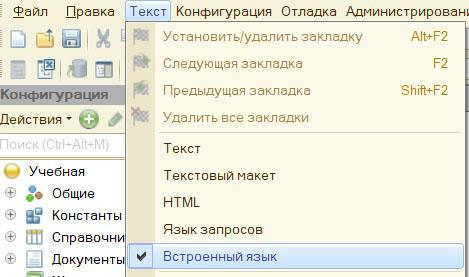 Файл Правка Текст Конфигурация Отладка Администрирован
Установить/удалить закладку Alt+F2
Следующая закладка F2
Конфигурация
Предыдущая закладка Shift+F2
Действия
Удалить все закладки
Поиск (Ctrl+Alt+M)
Текст
Учебная
Текстовый макет
Общие
HTML
Константы
Язык запросов
Справочни
Встроенный язык
Документы